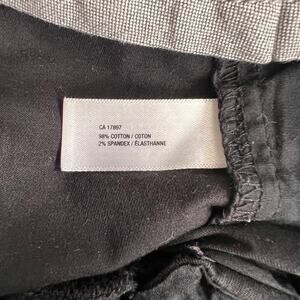 CA 17897
98% COTTON / COTON
2% SPANDEX / ÉLASTHANNE